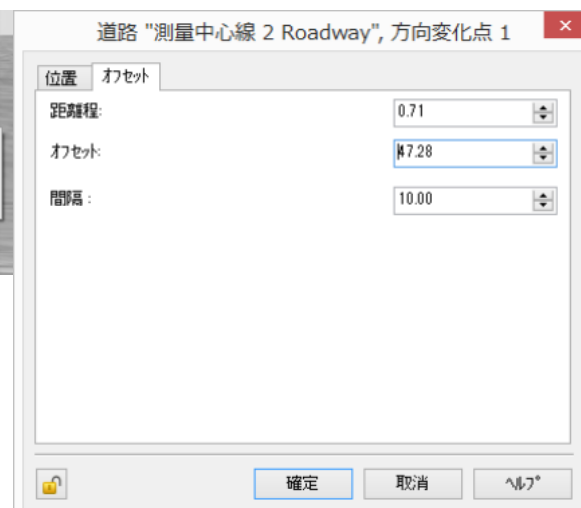 道路 "測量中心線 2 Roadway", 方向変化点 1
位置 オフセット
距離程: 0.71
オフセット: 47.28
間隔 : 10.00
確定 取消 ヘルプ